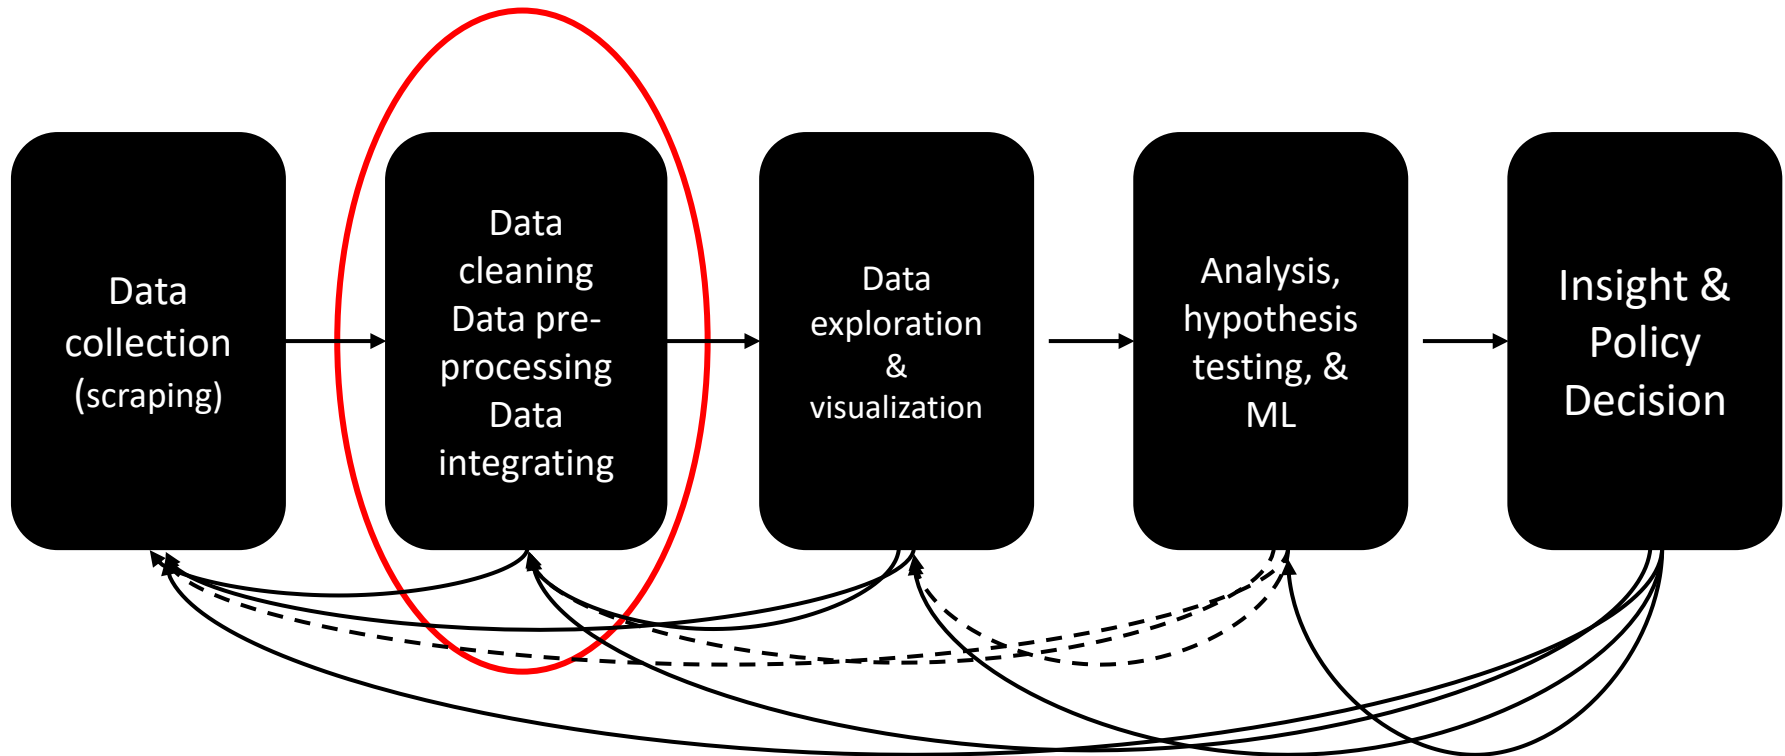 Data
collection
(scraping)
Data
cleaning
Data pre-
processing
Data
integrating
Data
exploration
&
visualization
Analysis,
hypothesis
testing, &
ML
Insight &
Policy
Decision